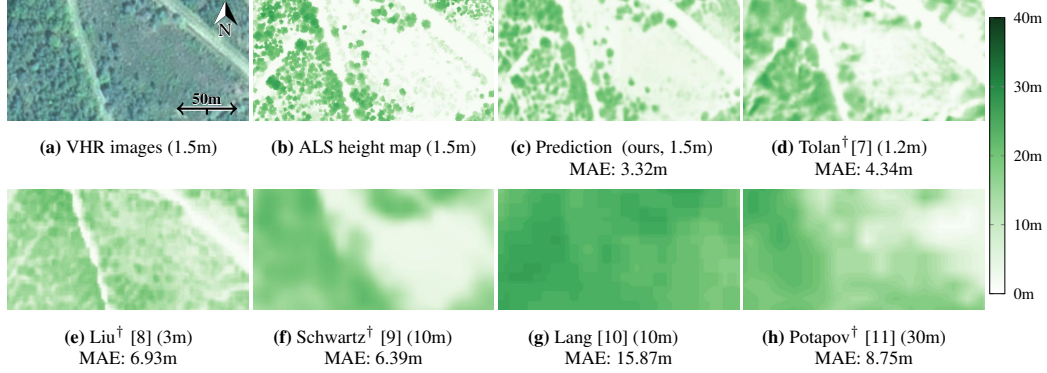 N
50m
(a) VHR images (1.5m)
(b) ALS height map (1.5m)
(c) Prediction (ours, 1.5m)
MAE: 3.32m
(d) Tolan† [7] (1.2m)
MAE: 4.34m
(e) Liu† [8] (3m)
MAE: 6.93m
(f) Schwartz† [9] (10m)
MAE: 6.39m
(g) Lang [10] (10m)
MAE: 15.87m
(h) Potapov† [11] (30m)
MAE: 8.75m
40m
30m
20m
10m
0m